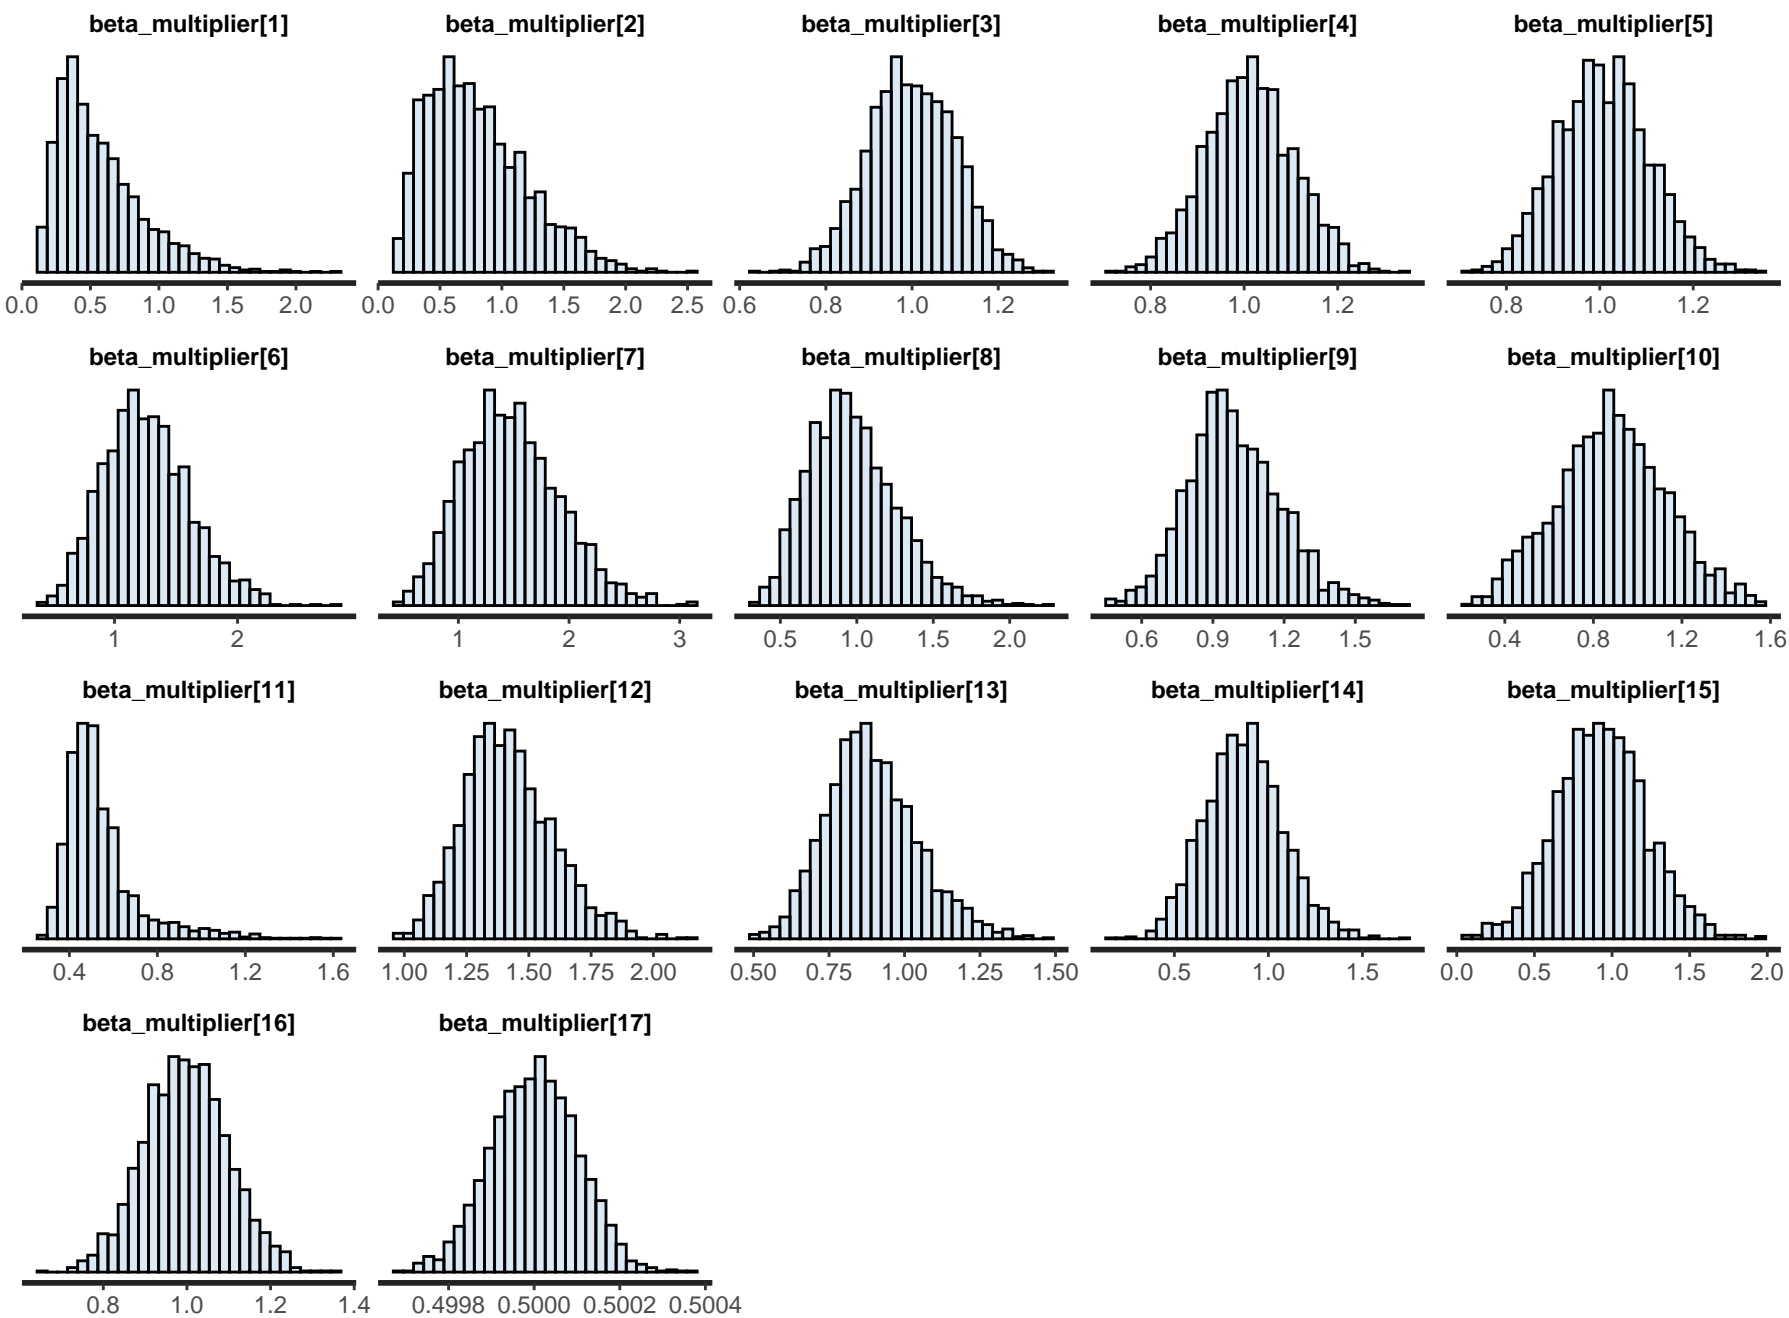 beta_multiplier[1] beta_multiplier[2] beta_multiplier[3] beta_multiplier[4] beta_multiplier[5]
0.0 0.5 1.0 1.5 2.0 0.0 0.5 1.0 1.5 2.0 2.5 0.6 0.8 1.0 1.2 0.8 1.0 1.2 0.8 1.0 1.2
beta_multiplier[6] beta_multiplier[7] beta_multiplier[8] beta_multiplier[9] beta_multiplier[10]
1 2 1 2 3 0.5 1.0 1.5 2.0 0.6 0.9 1.2 1.5 0.4 0.8 1.2 1.6
beta_multiplier[11] beta_multiplier[12] beta_multiplier[13] beta_multiplier[14] beta_multiplier[15]
0.4 0.8 1.2 1.6 1.00 1.25 1.50 1.75 2.00 0.50 0.75 1.00 1.25 1.50 0.5 1.0 1.5 0.0 0.5 1.0 1.5 2.0
beta_multiplier[16] beta_multiplier[17]
0.8 1.0 1.2 1.4 0.4998 0.5000 0.5002 0.5004